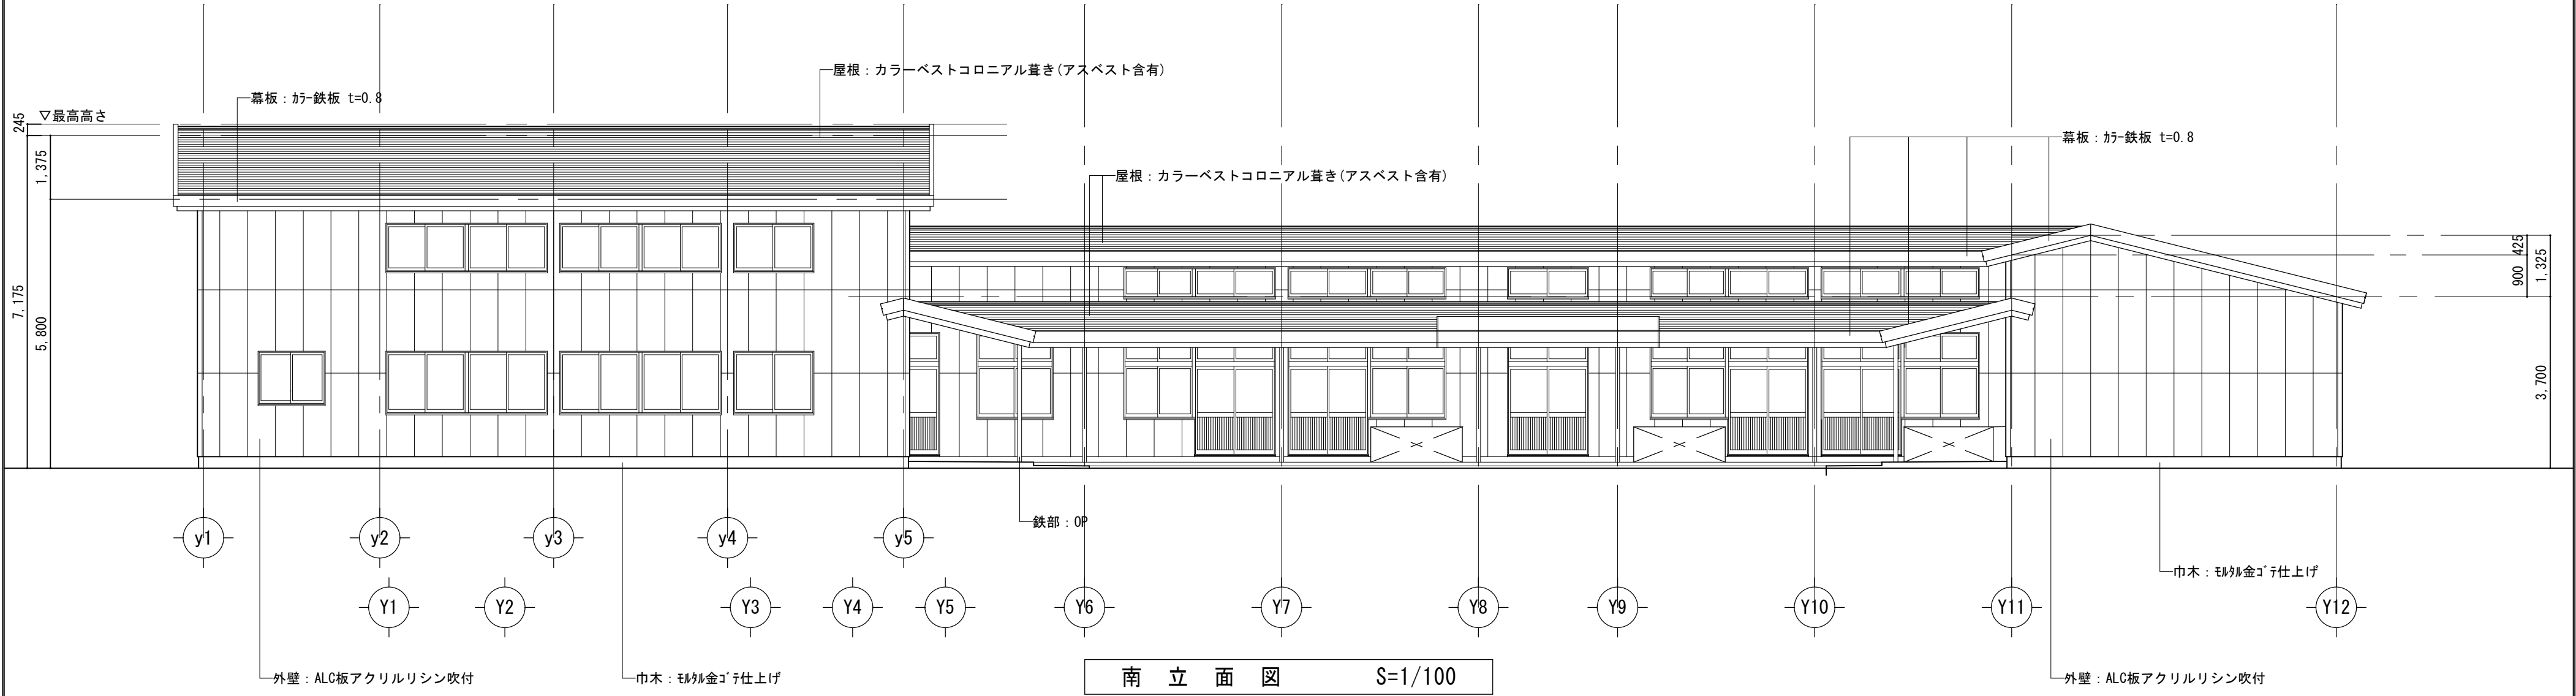 屋根：カラーベストコロニアル葺き(アスベスト含有)
幕板：ｶﾗｰ鉄板 t=0.8
▽最高高さ
245
1,375
7,175
5,800
幕板：ｶﾗｰ鉄板 t=0.8
屋根：カラーベストコロニアル葺き(アスベスト含有)
425
900
1,325
3,700
鉄部：OP
y1 y2 y3 y4 y5
巾木：ﾓﾙﾀﾙ金ｺﾞﾃ仕上げ
Y1 Y2 Y3 Y4 Y5 Y6 Y7 Y8 Y9 Y10 Y11 Y12
外壁：ALC板アクリルリシン吹付
巾木：ﾓﾙﾀﾙ金ｺﾞﾃ仕上げ
南立面図 S=1/100
外壁：ALC板アクリルリシン吹付